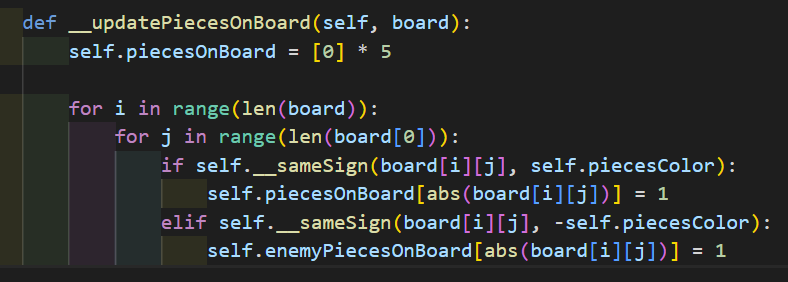 def __updatePiecesOnBoard(self, board):
    self.piecesOnBoard = [0] * 5

    for i in range(len(board)):
        for j in range(len(board[0])):
            if self.__sameSign(board[i][j], self.piecesColor):
                self.piecesOnBoard[abs(board[i][j])] = 1
            elif self.__sameSign(board[i][j], -self.piecesColor):
                self.enemyPiecesOnBoard[abs(board[i][j])] = 1